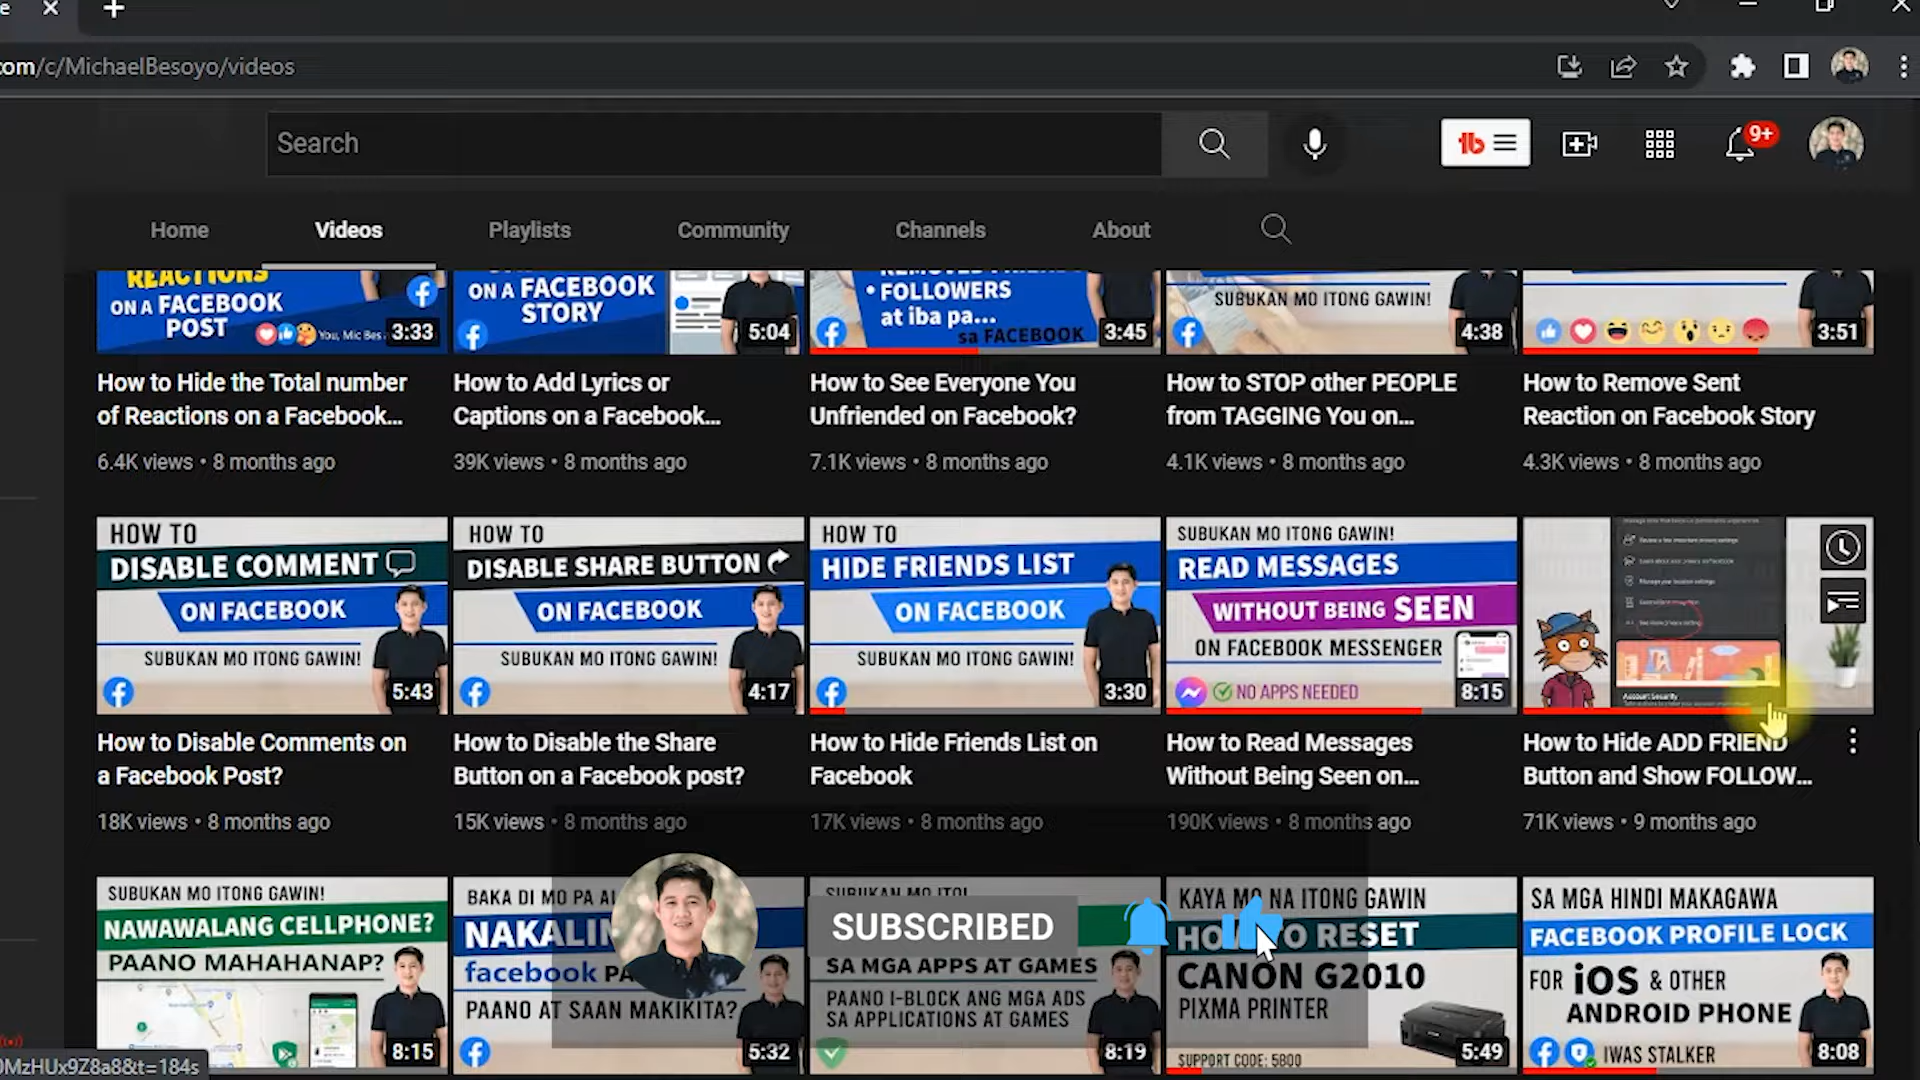 com/c/MichaelBesoyo/videos
Search
9+
Home
Videos
Playlists
Community
Channels
About
REACTIONS
ON A FACEBOOK
POST
3:33
ON A FACEBOOK
STORY
5:04
• FOLLOWERS
at iba pa...
sa FACEBOOK
3:45
SUBUKAN MO ITONG GAWIN!
4:38
3:51
How to Hide the Total number
of Reactions on a Facebook...
6.4K views • 8 months ago
How to Add Lyrics or
Captions on a Facebook...
39K views • 8 months ago
How to See Everyone You
Unfriended on Facebook?
7.1K views • 8 months ago
How to STOP other PEOPLE
from TAGGING You on...
4.1K views • 8 months ago
How to Remove Sent
Reaction on Facebook Story
4.3K views • 8 months ago
HOW TO
DISABLE COMMENT
ON FACEBOOK
SUBUKAN MO ITONG GAWIN!
5:43
HOW TO
DISABLE SHARE BUTTON
ON FACEBOOK
SUBUKAN MO ITONG GAWIN!
4:17
HOW TO
HIDE FRIENDS LIST
ON FACEBOOK
SUBUKAN MO ITONG GAWIN!
3:30
SUBUKAN MO ITONG GAWIN!
READ MESSAGES
WITHOUT BEING SEEN
ON FACEBOOK MESSENGER
NO APPS NEEDED
8:15
Account Security
How to Disable Comments on
a Facebook Post?
18K views • 8 months ago
How to Disable the Share
Button on a Facebook post?
15K views • 8 months ago
How to Hide Friends List on
Facebook
17K views • 8 months ago
How to Read Messages
Without Being Seen on...
190K views • 8 months ago
How to Hide ADD FRIEND
Button and Show FOLLOW...
71K views • 9 months ago
SUBUKAN MO ITONG GAWIN!
NAWAWALANG CELLPHONE?
PAANO MAHAHANAP?
8:15
BAKA DI MO PA
facebook
PAANO AT SAAN MAKIKITA?
5:32
SUBSCRIBED
SA MGA APPS AT GAMES
PAANO I-BLOCK ANG MGA ADS
SA APPLICATIONS AT GAMES
8:19
KAYA MO NA ITONG GAWIN
HOW TO RESET
CANON G2010
PIXMA PRINTER
SUPPORT CODE: 5800
5:49
SA MGA HINDI MAKAGAWA
FACEBOOK PROFILE LOCK
FOR iOS & OTHER
ANDROID PHONE
IWAS STALKER
8:08
0MzHUx9Z8a8&t=184s